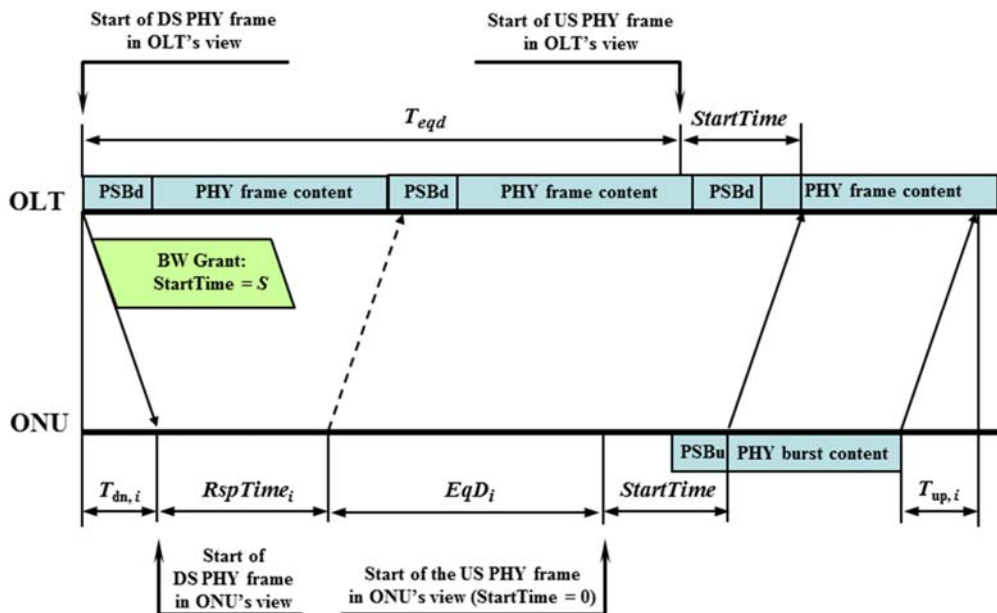 Start of DS PHY frame
in OLT's view
Start of US PHY frame
in OLT's view
T_eqd
StartTime
OLT
PSBd
PHY frame content
PSBd
PHY frame content
PSBd
PHY frame content
BW Grant:
StartTime = S
ONU
PSBu
PHY burst content
T_dn, i
RspTime_i
EqD_i
StartTime
T_up, i
Start of
DS PHY frame
in ONU's view
Start of the US PHY frame
in ONU's view (StartTime = 0)